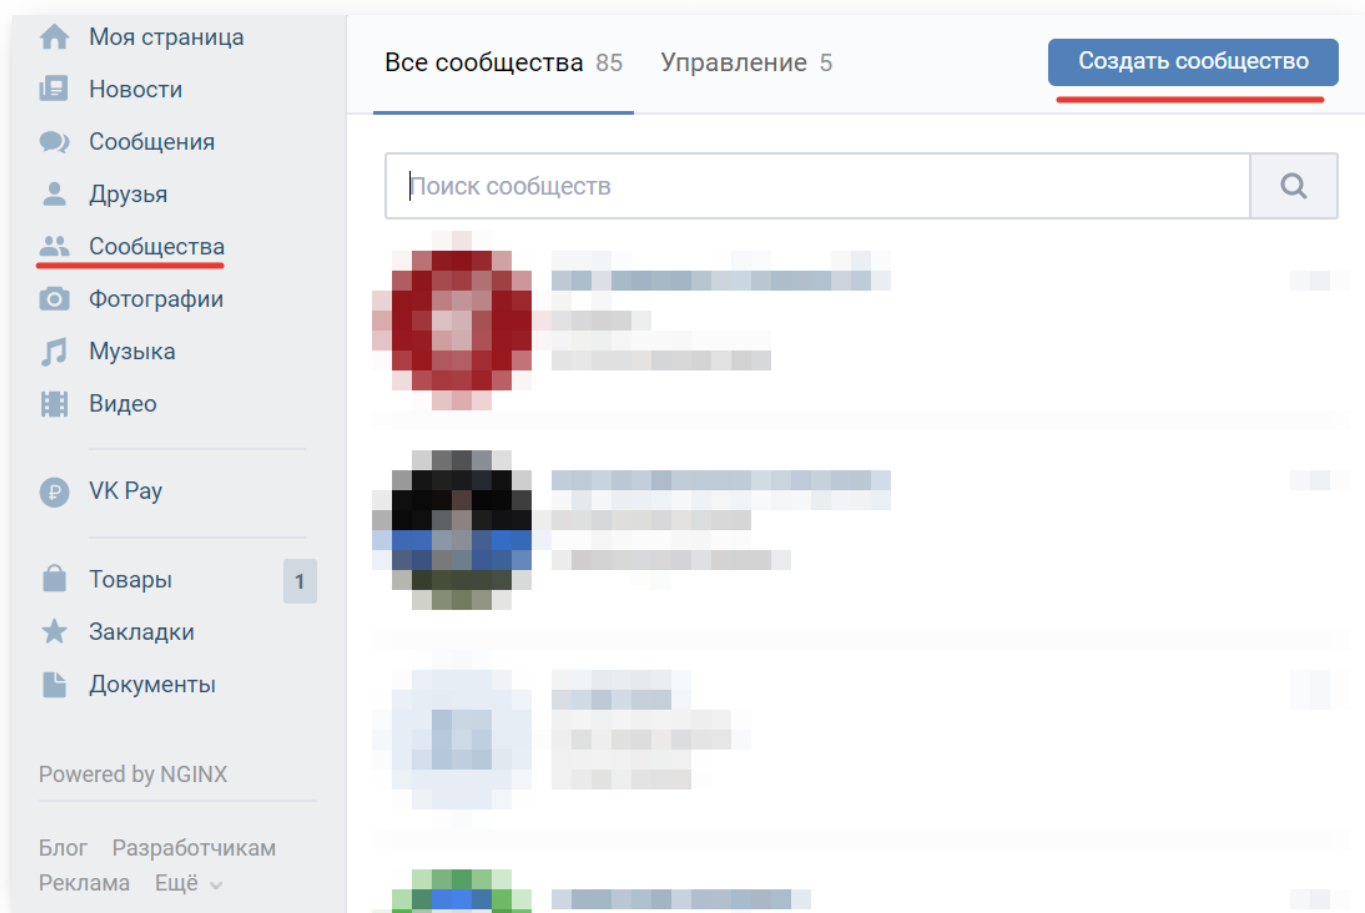 Моя страница
Новости
Сообщения
Друзья
Сообщества
Фотографии
Музыка
Видео
VK Pay
Товары 1
Закладки
Документы
Powered by NGINX
Блог Разработчикам
Реклама Ещё
Все сообщества 85 Управление 5 Создать сообщество
Поиск сообществ